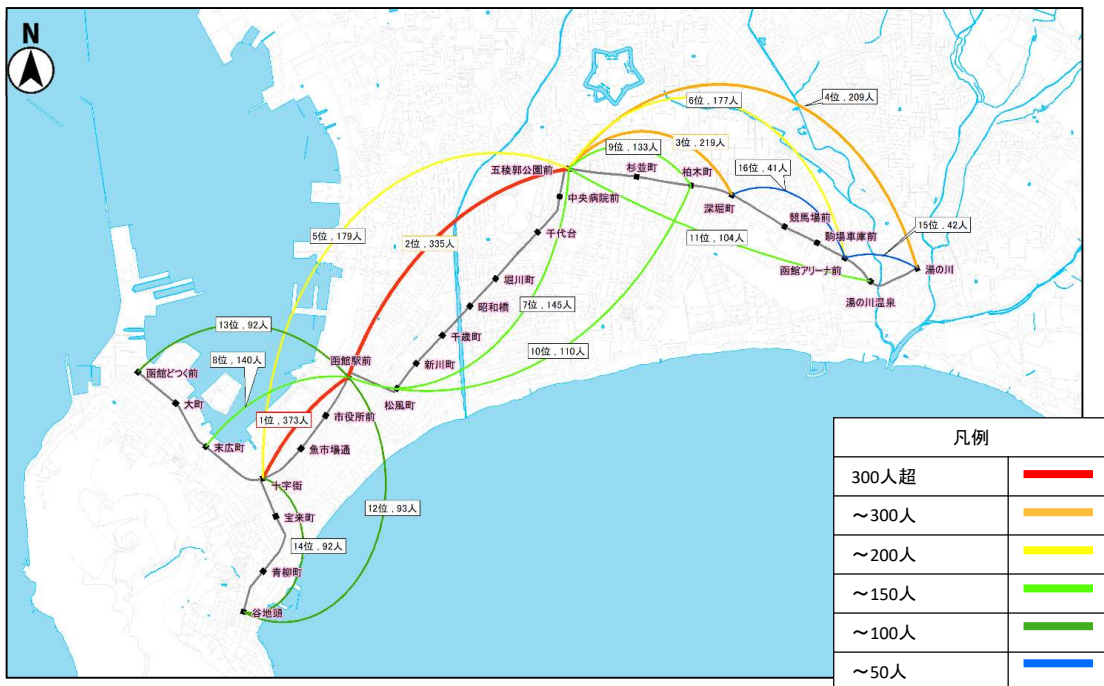 N
4位，209人
6位，177人
9位，133人
3位，219人
五稜郭公園前
杉並町
柏木町
16位，41人
深堀町
中央病院前
競馬場前
15位，42人
5位，179人
2位，335人
千代台
11位，104人
駒場車庫前
函館アリーナ前
湯の川
堀川町
湯の川温泉
7位，145人
昭和橋
13位，92人
千歳町
10位，110人
8位，140人
函館駅前
新川町
函館どつく前
松風町
大町
1位，373人
市役所前
末広町
魚市場通
十字街
12位，93人
宝来町
14位，92人
青柳町
谷地頭
凡例
300人超
～300人
～200人
～150人
～100人
～50人